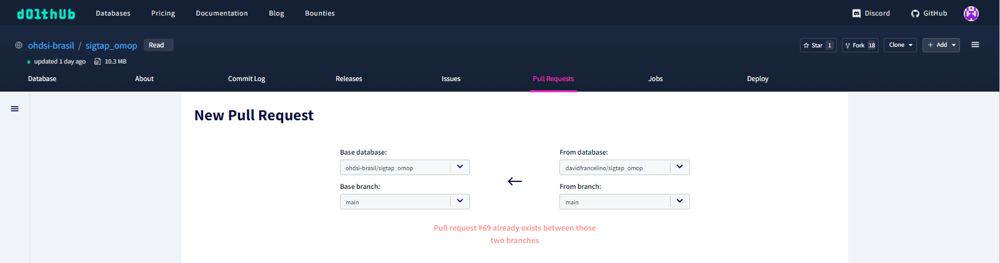 dolthub
Databases
Pricing
Documentation
Blog
Bounties
Discord
GitHub
ohdsi-brasil / sigtap_omop
Read
Star 1
Fork 18
Clone
+ Add
updated 1 day ago
10.3 MB
Database
About
Commit Log
Releases
Issues
Pull Requests
Jobs
Deploy
New Pull Request
Base database:
From database:
ohdsi-brasil/sigtap_omop
davidfrancelino/sigtap_omop
Base branch:
From branch:
main
main
Pull request #69 already exists between those
two branches